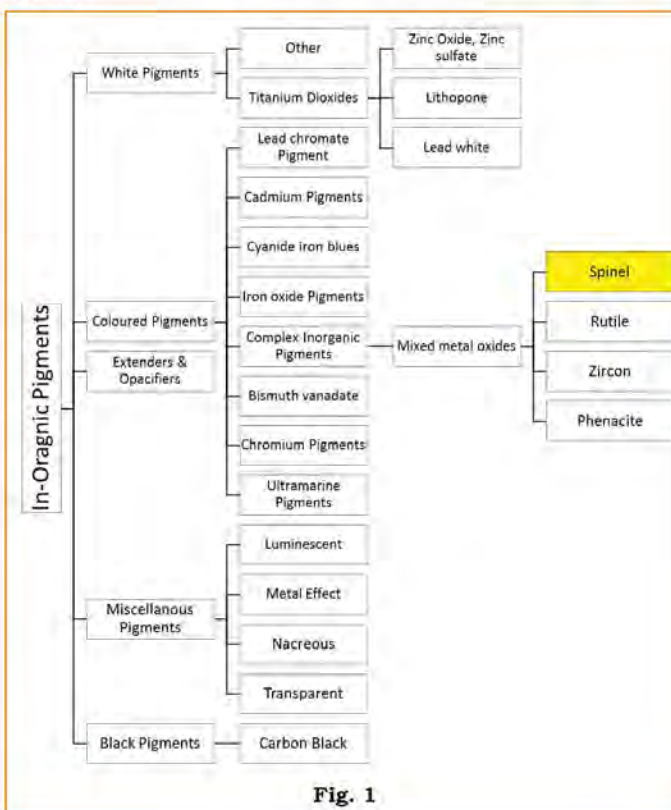 In-Oragnic Pigments
White Pigments
Other
Titanium Dioxides
Zinc Oxide, Zinc
sulfate
Lithopone
Lead white
Coloured Pigments
Lead chromate
Pigment
Cadmium Pigments
Cyanide iron blues
Iron oxide Pigments
Complex Inorganic
Pigments
Mixed metal oxides
Spinel
Rutile
Zircon
Phenacite
Bismuth vanadate
Chromium Pigments
Ultramarine
Pigments
Extenders &
Opacifiers
Miscellanous
Pigments
Luminescent
Metal Effect
Nacreous
Transparent
Black Pigments
Carbon Black
Fig. 1